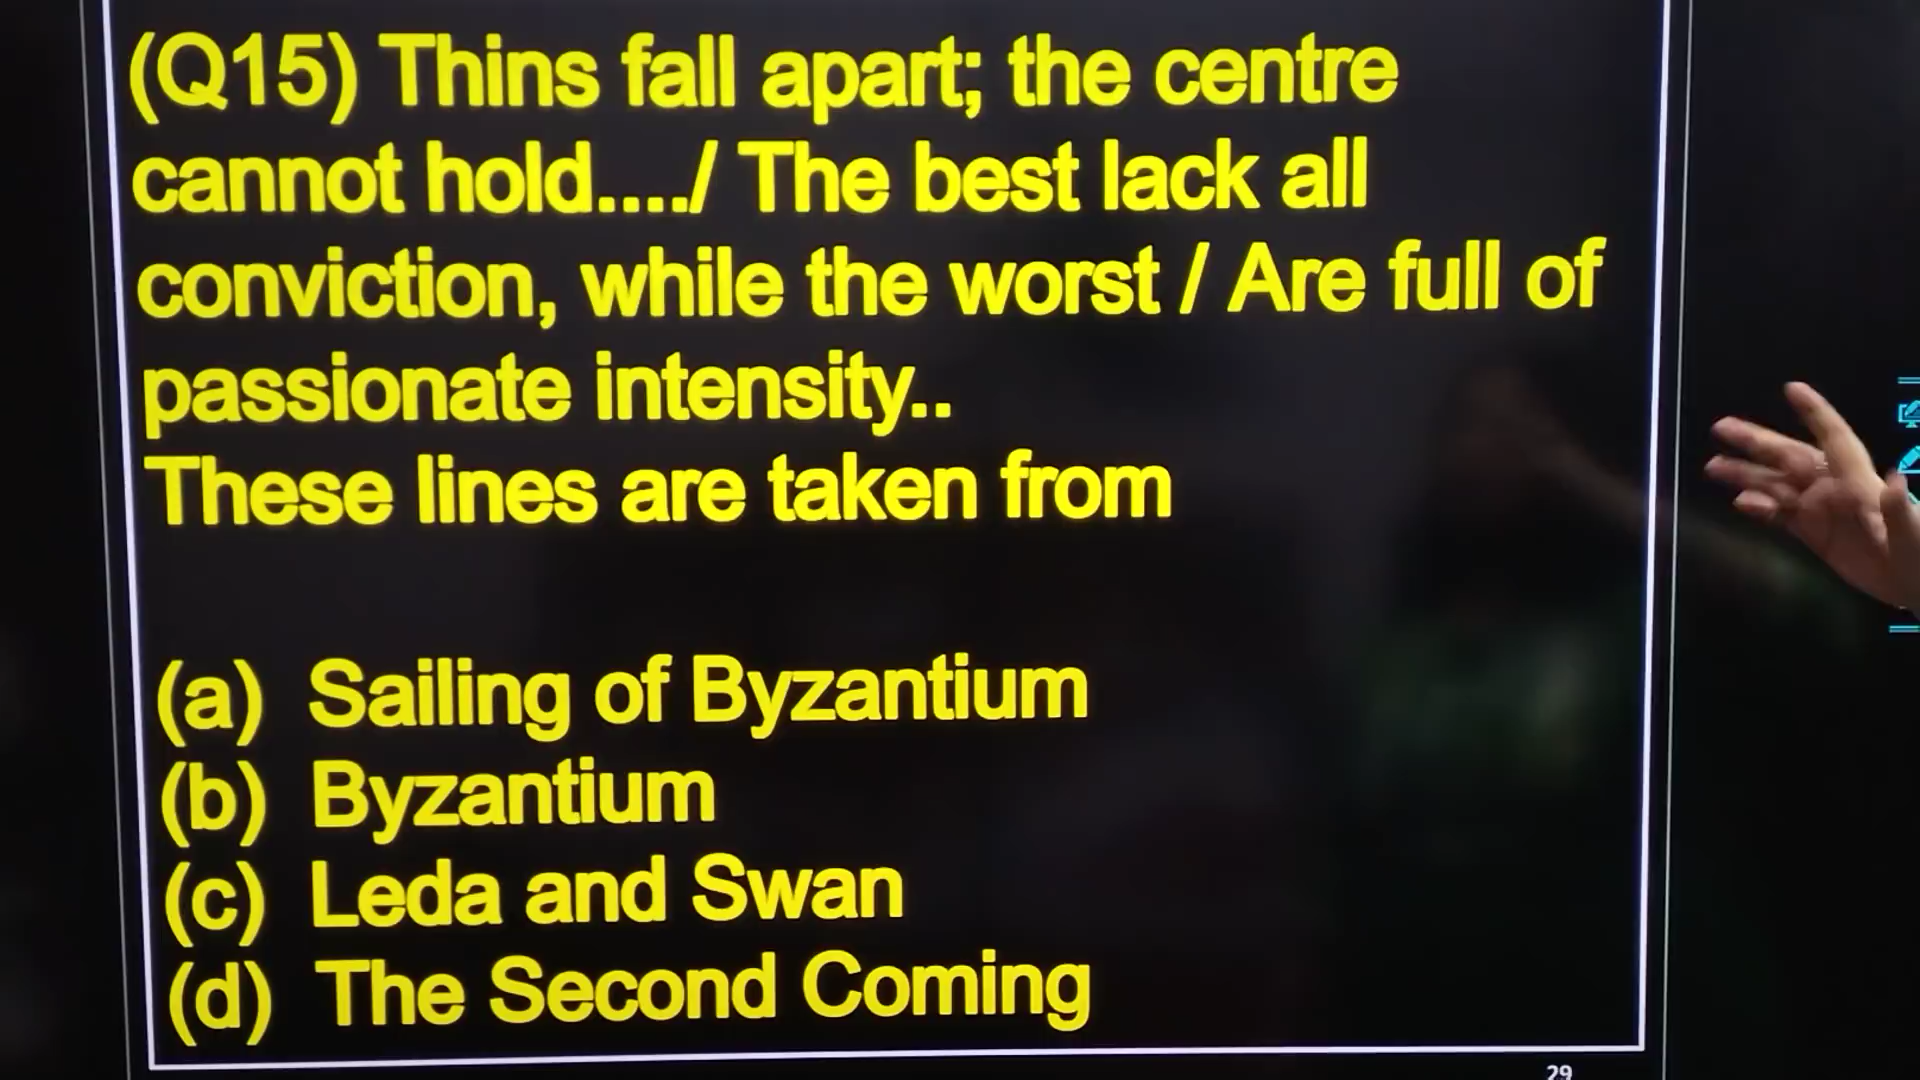 (Q15) Thins fall apart; the centre
cannot hold..../ The best lack all
conviction, while the worst / Are full of
passionate intensity..
These lines are taken from
(a) Sailing of Byzantium
(b) Byzantium
(c) Leda and Swan
(d) The Second Coming
29